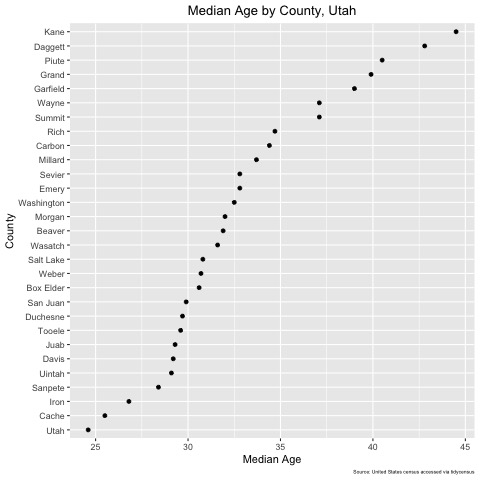 Median Age by County, Utah
County
Kane
Daggett
Piute
Grand
Garfield
Wayne
Summit
Rich
Carbon
Millard
Sevier
Emery
Washington
Morgan
Beaver
Wasatch
Salt Lake
Weber
Box Elder
San Juan
Duchesne
Tooele
Juab
Davis
Uintah
Sanpete
Iron
Cache
Utah
25 30 35 40 45
Median Age
Source: United States census accessed via tidycensus